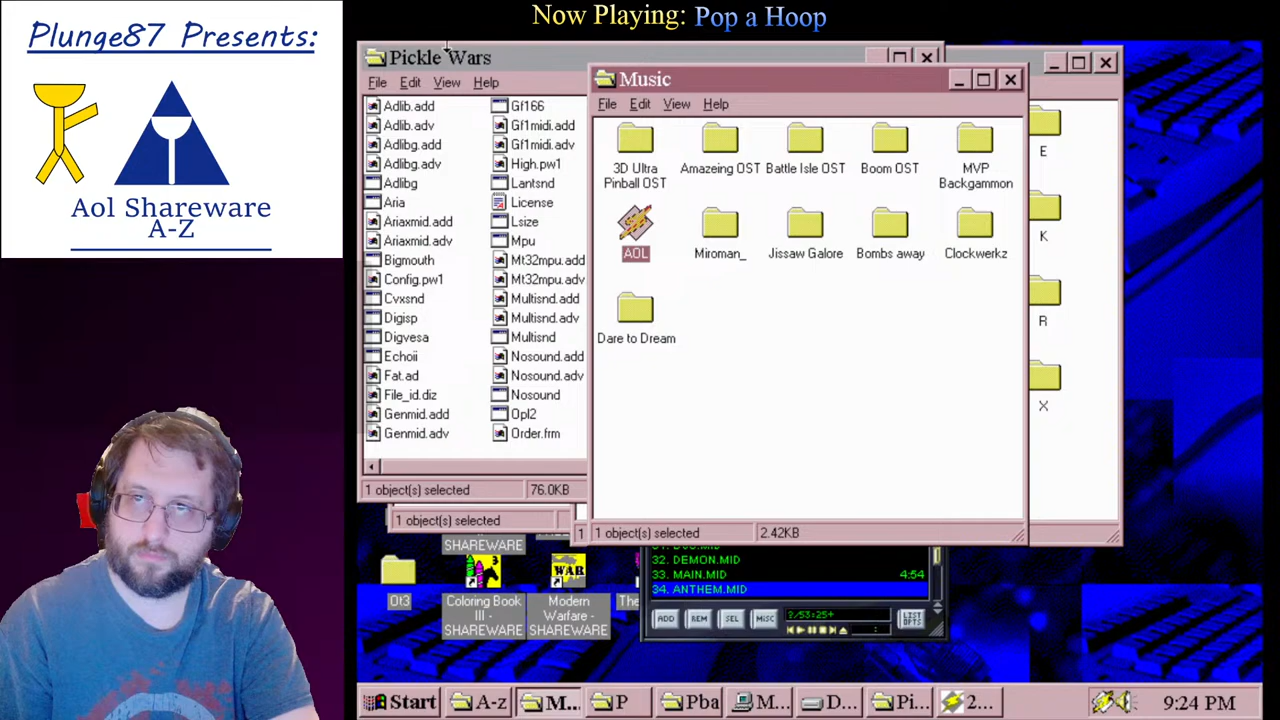 Now Playing: Pop a Hoop
Plunge87 Presents:
Aol Shareware
A-Z
Pickle Wars
File Edit View Help
Adlib.add
Adlib.adv
Adlibg.add
Adlibg.adv
Adlibg
Aria
Ariaxmid.add
Ariaxmid.adv
Bigmouth
Config.pw1
Cvxsnd
Digisp
Digvesa
Echoii
Fat.ad
File_id.diz
Genmid.add
Genmid.adv
Gf166
Gf1midi.add
Gf1midi.adv
High.pw1
Lantsnd
License
Lsize
Mpu
Mt32mpu.add
Mt32mpu.adv
Multisnd.add
Multisnd.adv
Multisnd
Nosound.add
Nosound.adv
Nosound
Opl2
Order.frm
1 object(s) selected 76.0KB
1 object(s) selected
Music
File Edit View Help
3D Ultra
Pinball OST
Amazeing OST
Battle Isle OST
Boom OST
MVP
Backgammon
AOL
Miroman_
Jissaw Galore
Bombs away
Clockwerkz
Dare to Dream
1 object(s) selected 2.42KB
E
K
R
X
SHAREWARE
Ot3
Coloring Book
III -
SHAREWARE
WAR
Modern
Warfare -
SHAREWARE
32. DEMON.MID
33. MAIN.MID 4:54
34. ANTHEM.MID
ADD REM SEL MISC
LIST
OPTS
Start A-z M... P Pba M... D... Pi... 2... 9:24 PM